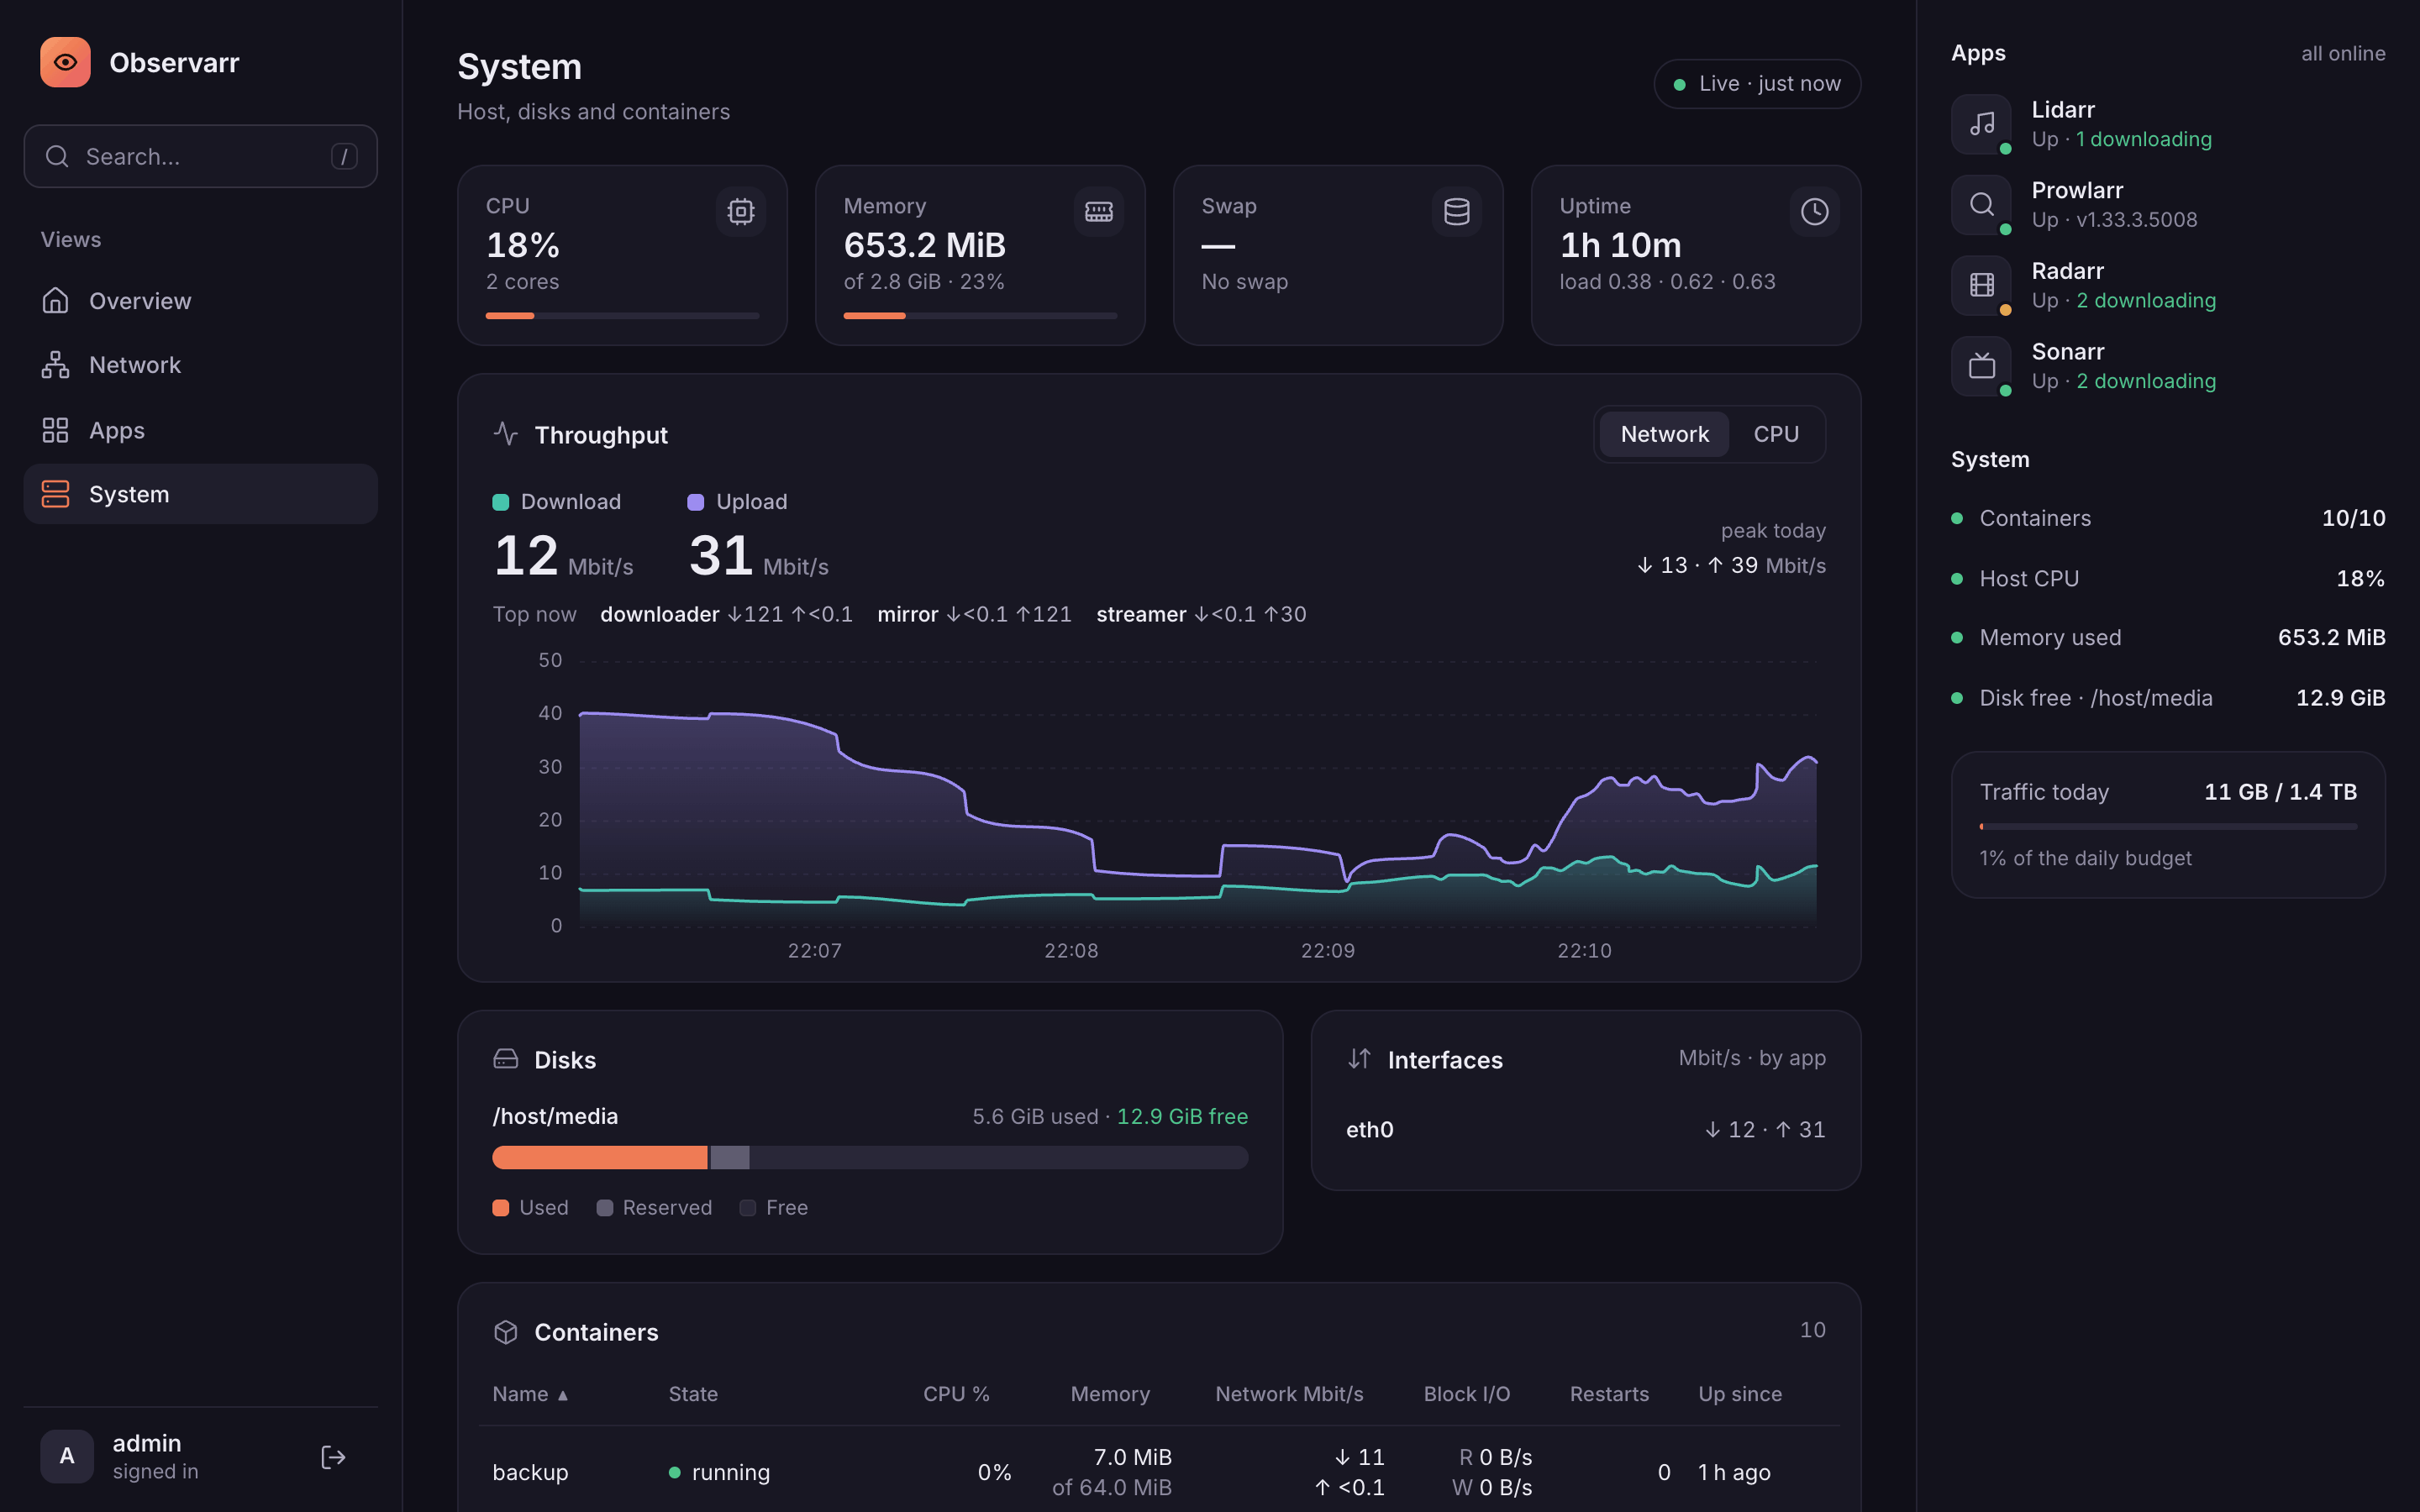 Observarr
Search...
/
Views
Overview
Network
Apps
System
A
admin
signed in
System
Host, disks and containers
Live · just now
CPU
18%
2 cores
Memory
653.2 MiB
of 2.8 GiB · 23%
Swap
—
No swap
Uptime
1h 10m
load 0.38 · 0.62 · 0.63
Throughput
Network CPU
Download
12 Mbit/s
Upload
31 Mbit/s
peak today
↓ 13 · ↑ 39 Mbit/s
Top now downloader ↓121 ↑<0.1 mirror ↓<0.1 ↑121 streamer ↓<0.1 ↑30
50
40
30
20
10
0
22:07 22:08 22:09 22:10
Disks
/host/media 5.6 GiB used · 12.9 GiB free
Used Reserved Free
Interfaces Mbit/s · by app
eth0 ↓ 12 · ↑ 31
Containers 10
Name ▲ State CPU % Memory Network Mbit/s Block I/O Restarts Up since
backup running 0% 7.0 MiB ↓ 11 R 0 B/s 0 1 h ago
of 64.0 MiB ↑ <0.1 W 0 B/s
Apps all online
Lidarr
Up · 1 downloading
Prowlarr
Up · v1.33.3.5008
Radarr
Up · 2 downloading
Sonarr
Up · 2 downloading
System
Containers 10/10
Host CPU 18%
Memory used 653.2 MiB
Disk free · /host/media 12.9 GiB
Traffic today 11 GB / 1.4 TB
1% of the daily budget